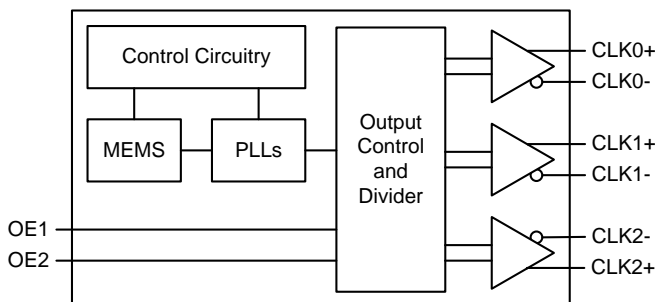 Control Circuitry
MEMS
PLLs
Output
Control
and
Divider
OE1
OE2
CLK0+
CLK0-
CLK1+
CLK1-
CLK2-
CLK2+